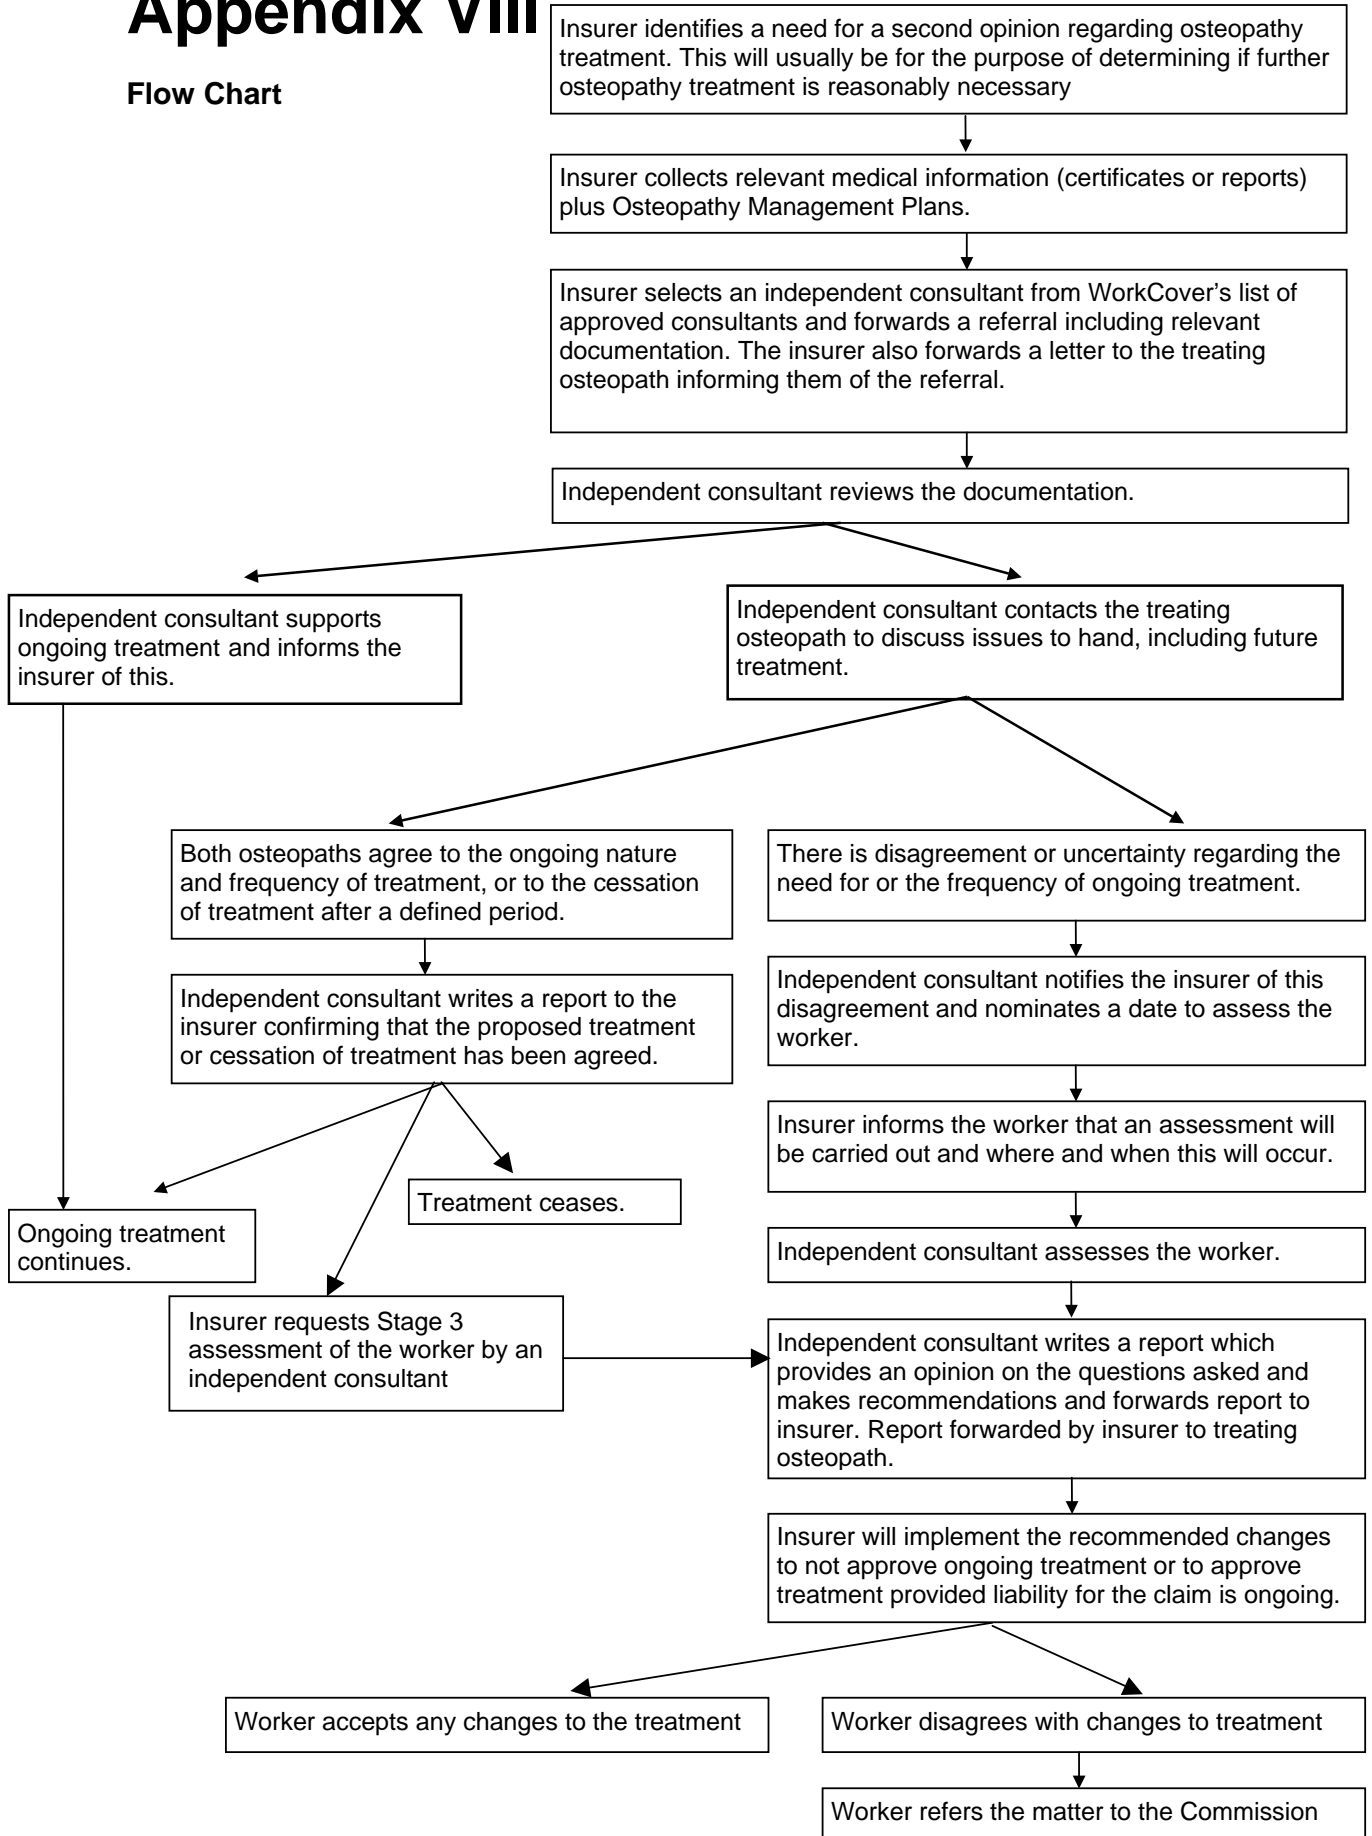 Appendix VIII
Flow Chart
Insurer identifies a need for a second opinion regarding osteopathy
treatment. This will usually be for the purpose of determining if further
osteopathy treatment is reasonably necessary
Insurer collects relevant medical information (certificates or reports)
plus Osteopathy Management Plans.
Insurer selects an independent consultant from WorkCover’s list of
approved consultants and forwards a referral including relevant
documentation. The insurer also forwards a letter to the treating
osteopath informing them of the referral.
Independent consultant reviews the documentation.
Independent consultant supports
ongoing treatment and informs the
insurer of this.
Independent consultant contacts the treating
osteopath to discuss issues to hand, including future
treatment.
Both osteopaths agree to the ongoing nature
and frequency of treatment, or to the cessation
of treatment after a defined period.
There is disagreement or uncertainty regarding the
need for or the frequency of ongoing treatment.
Independent consultant writes a report to the
insurer confirming that the proposed treatment
or cessation of treatment has been agreed.
Independent consultant notifies the insurer of this
disagreement and nominates a date to assess the
worker.
Insurer informs the worker that an assessment will
be carried out and where and when this will occur.
Treatment ceases.
Ongoing treatment
continues.
Independent consultant assesses the worker.
Insurer requests Stage 3
assessment of the worker by an
independent consultant
Independent consultant writes a report which
provides an opinion on the questions asked and
makes recommendations and forwards report to
insurer. Report forwarded by insurer to treating
osteopath.
Insurer will implement the recommended changes
to not approve ongoing treatment or to approve
treatment provided liability for the claim is ongoing.
Worker accepts any changes to the treatment
Worker disagrees with changes to treatment
Worker refers the matter to the Commission